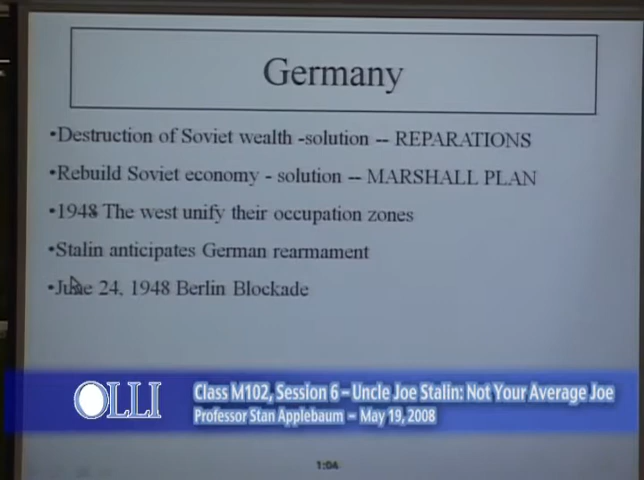 Germany
•Destruction of Soviet wealth -solution -- REPARATIONS
•Rebuild Soviet economy - solution -- MARSHALL PLAN
•1948 The west unify their occupation zones
•Stalin anticipates German rearmament
•June 24, 1948 Berlin Blockade
OLLI
Class M102, Session 6 – Uncle Joe Stalin: Not Your Average Joe
Professor Stan Applebaum – May 19, 2008
1:04